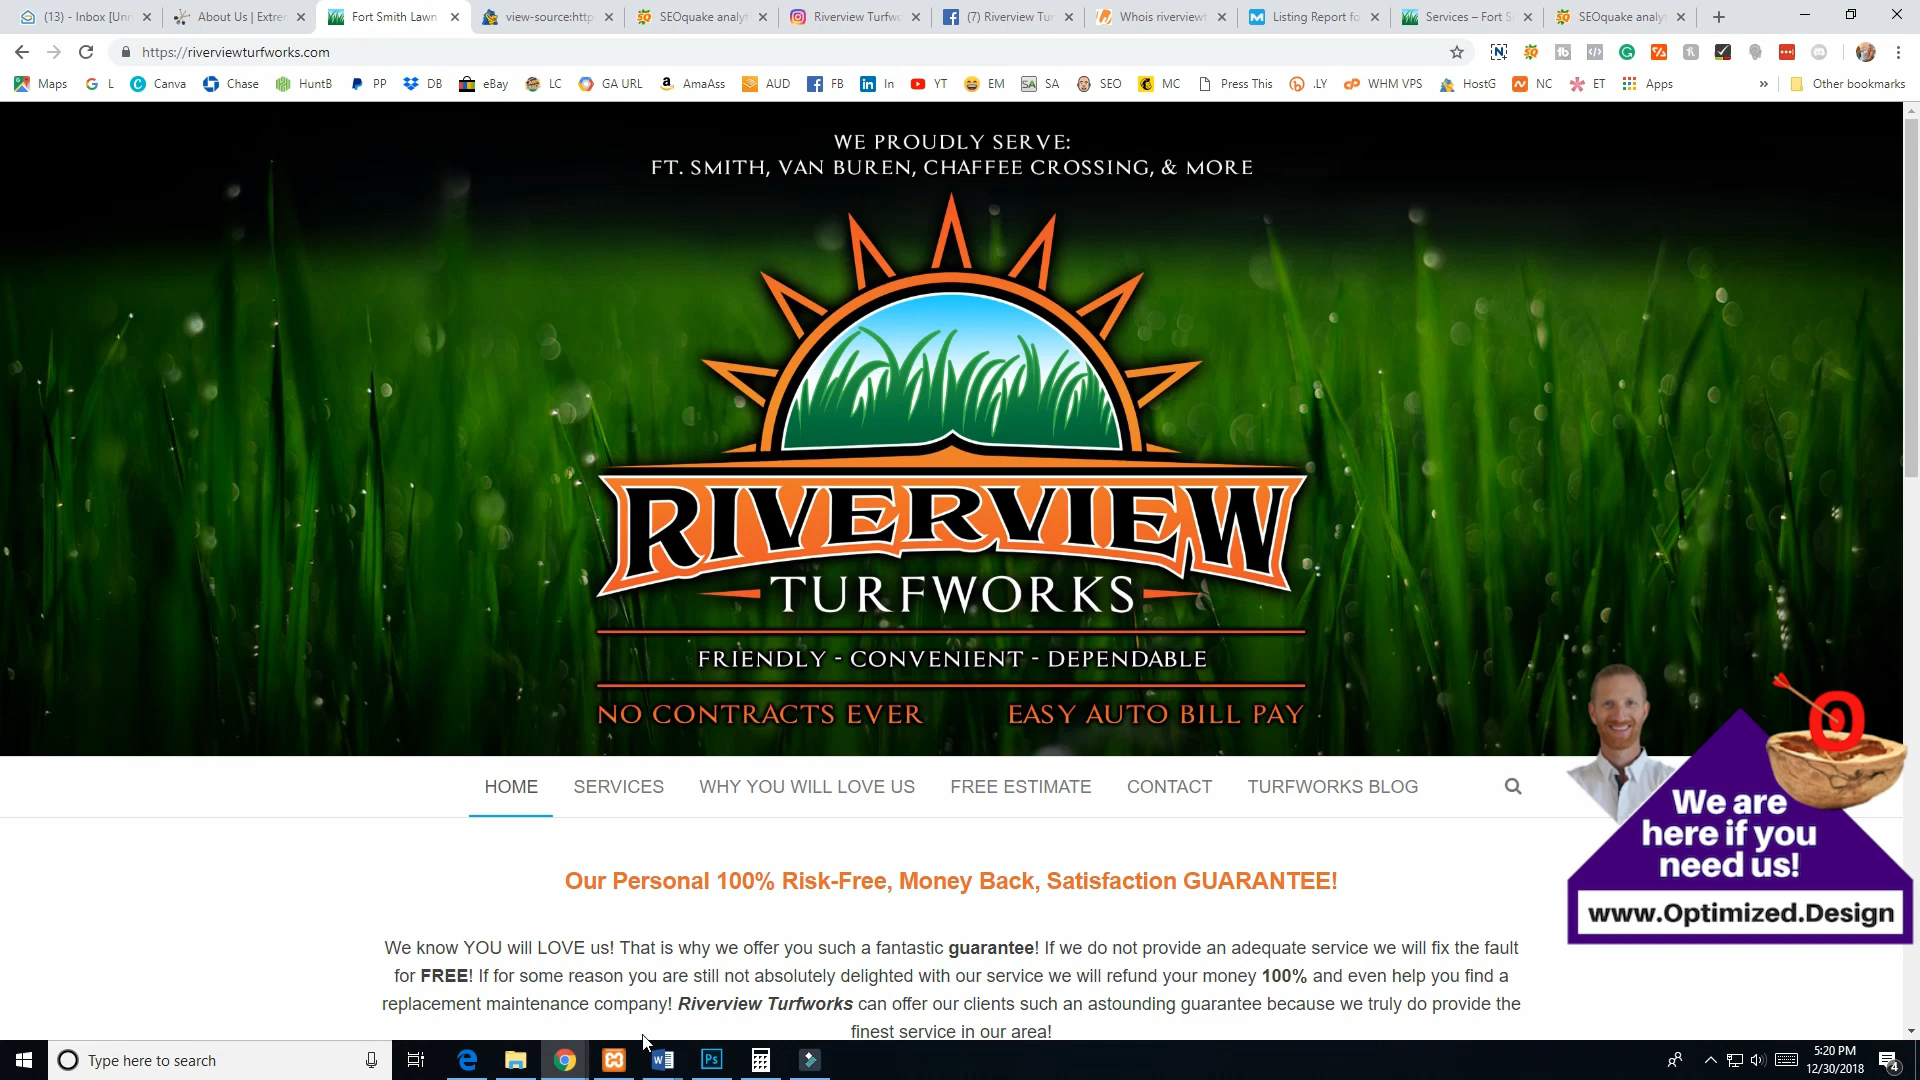 (13) - Inbox [Unr
About Us | Extrer
Fort Smith Lawn
view-source:http
SEOquake analyt
Riverview Turfwo
(7) Riverview Tur
Whois riverviewt
Listing Report fo
Services – Fort S
SEOquake analyt
https://riverviewturfworks.com
Maps
L
Canva
Chase
HuntB
PP
DB
eBay
LC
GA URL
AmaAss
AUD
FB
In
YT
EM
SA
SEO
MC
Press This
.LY
WHM VPS
HostG
NC
ET
Apps
»
Other bookmarks
WE PROUDLY SERVE:
FT. SMITH, VAN BUREN, CHAFFEE CROSSING, & MORE
RIVERVIEW
TURFWORKS
FRIENDLY - CONVENIENT - DEPENDABLE
NO CONTRACTS EVER EASY AUTO BILL PAY
HOME SERVICES WHY YOU WILL LOVE US FREE ESTIMATE CONTACT TURFWORKS BLOG
Our Personal 100% Risk-Free, Money Back, Satisfaction GUARANTEE!
We know YOU will LOVE us! That is why we offer you such a fantastic guarantee! If we do not provide an adequate service we will fix the fault
for FREE! If for some reason you are still not absolutely delighted with our service we will refund your money 100% and even help you find a
replacement maintenance company! Riverview Turfworks can offer our clients such an astounding guarantee because we truly do provide the
finest service in our area!
O
We are
here if you
need us!
www.Optimized.Design
Type here to search
Ps
5:20 PM
12/30/2018
4